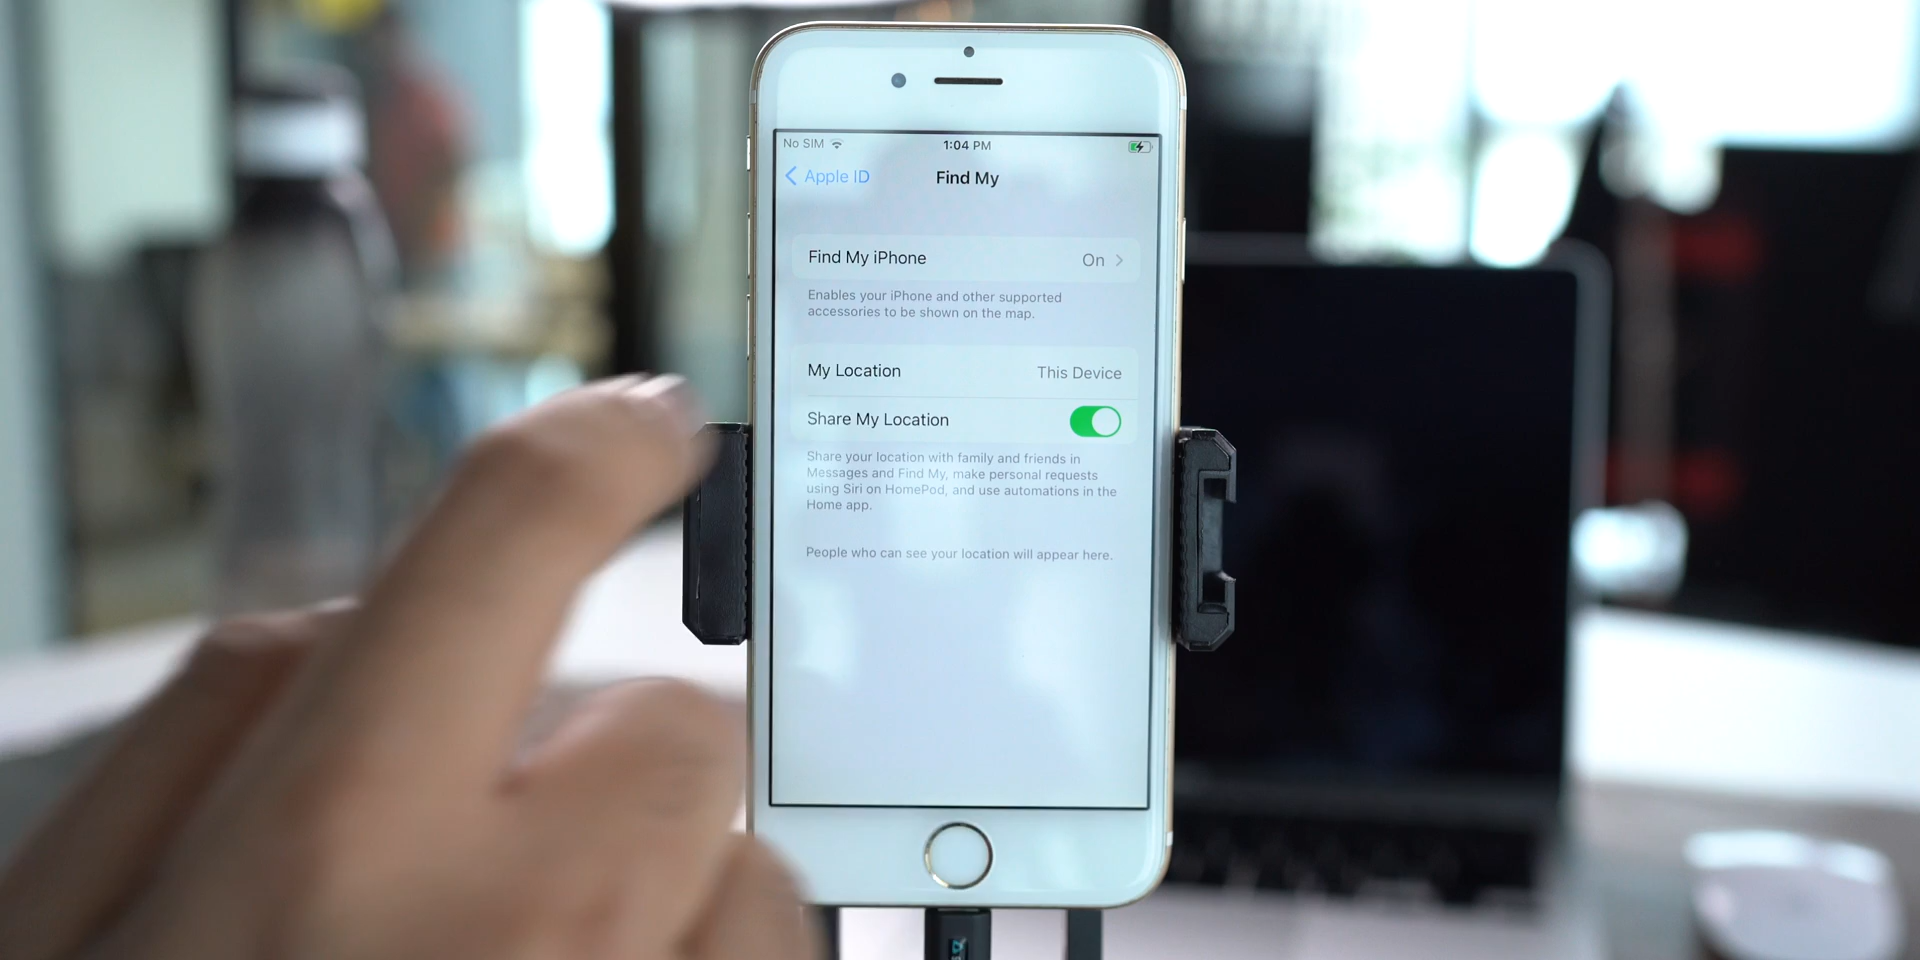 No SIM
1:04 PM
Apple ID
Find My
Find My iPhone
On
Enables your iPhone and other supported
accessories to be shown on the map.
My Location
This Device
Share My Location
Share your location with family and friends in
Messages and Find My, make personal requests
using Siri on HomePod, and use automations in the
Home app.
People who can see your location will appear here.